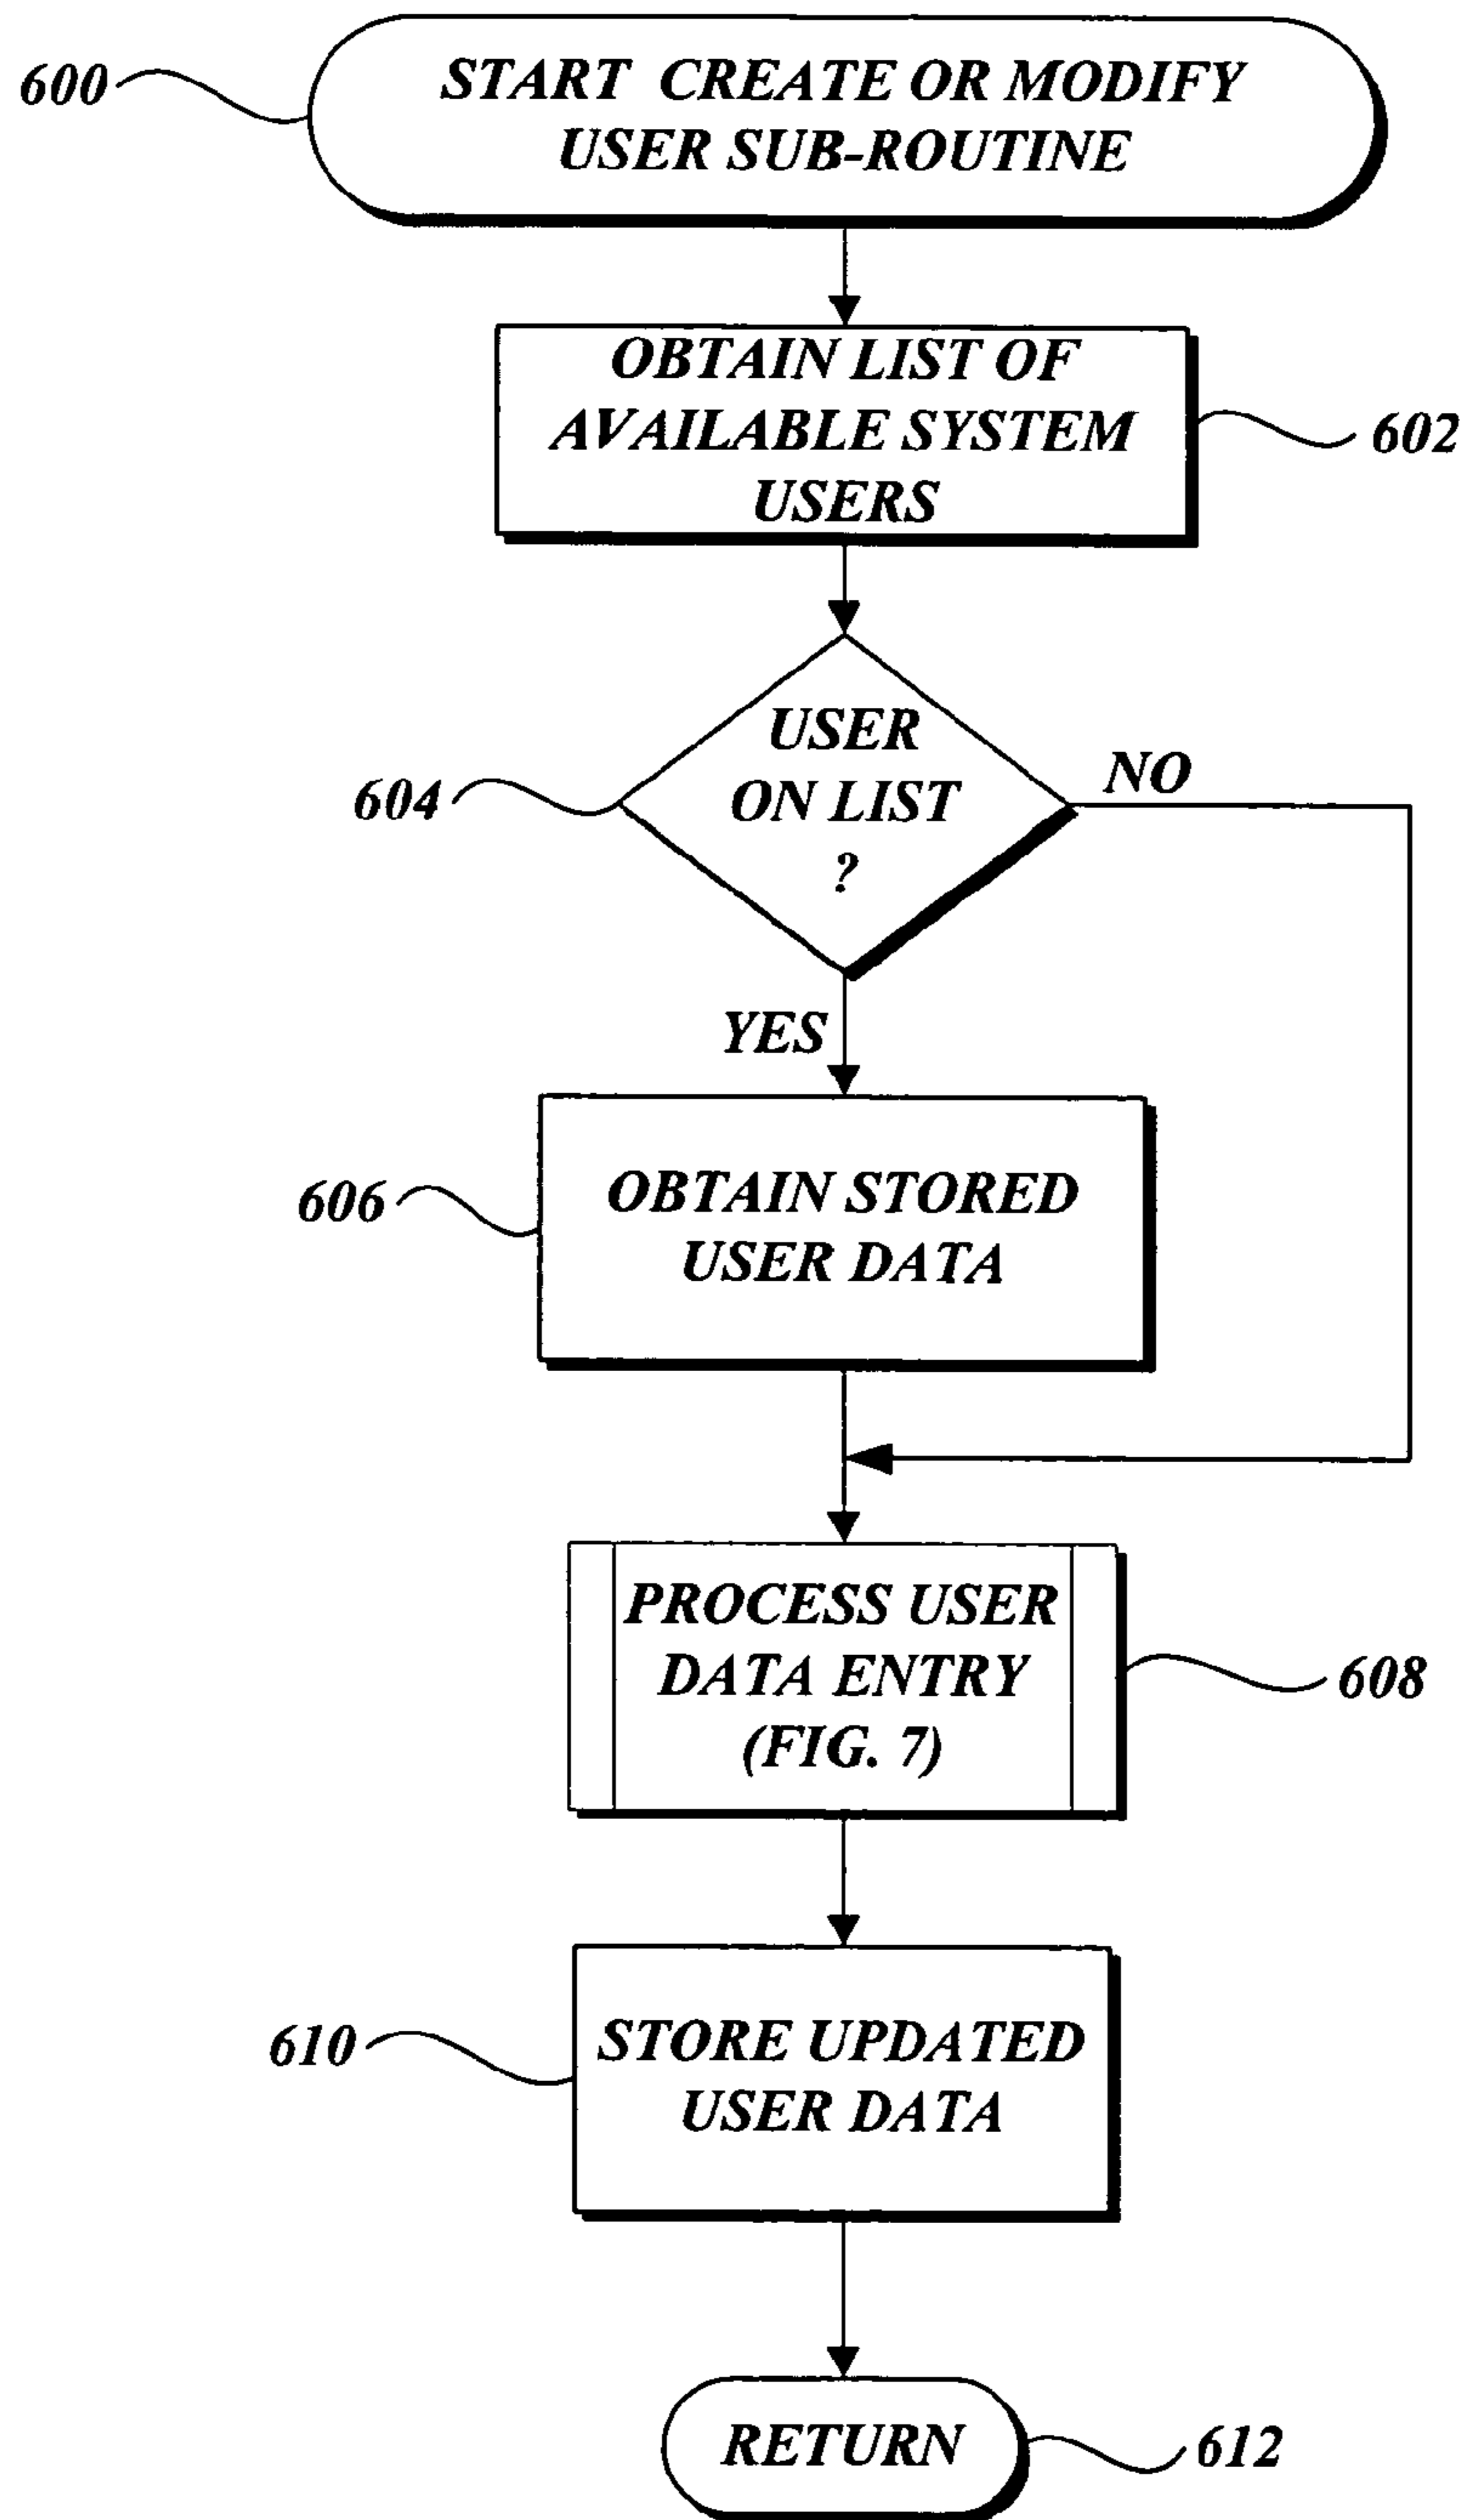 600
START CREATE OR MODIFY
USER SUB-ROUTINE
OBTAIN LIST OF
AVAILABLE SYSTEM
USERS
602
USER
ON LIST
?
604
NO
YES
606
OBTAIN STORED
USER DATA
PROCESS USER
DATA ENTRY
(FIG. 7)
608
610
STORE UPDATED
USER DATA
RETURN
612